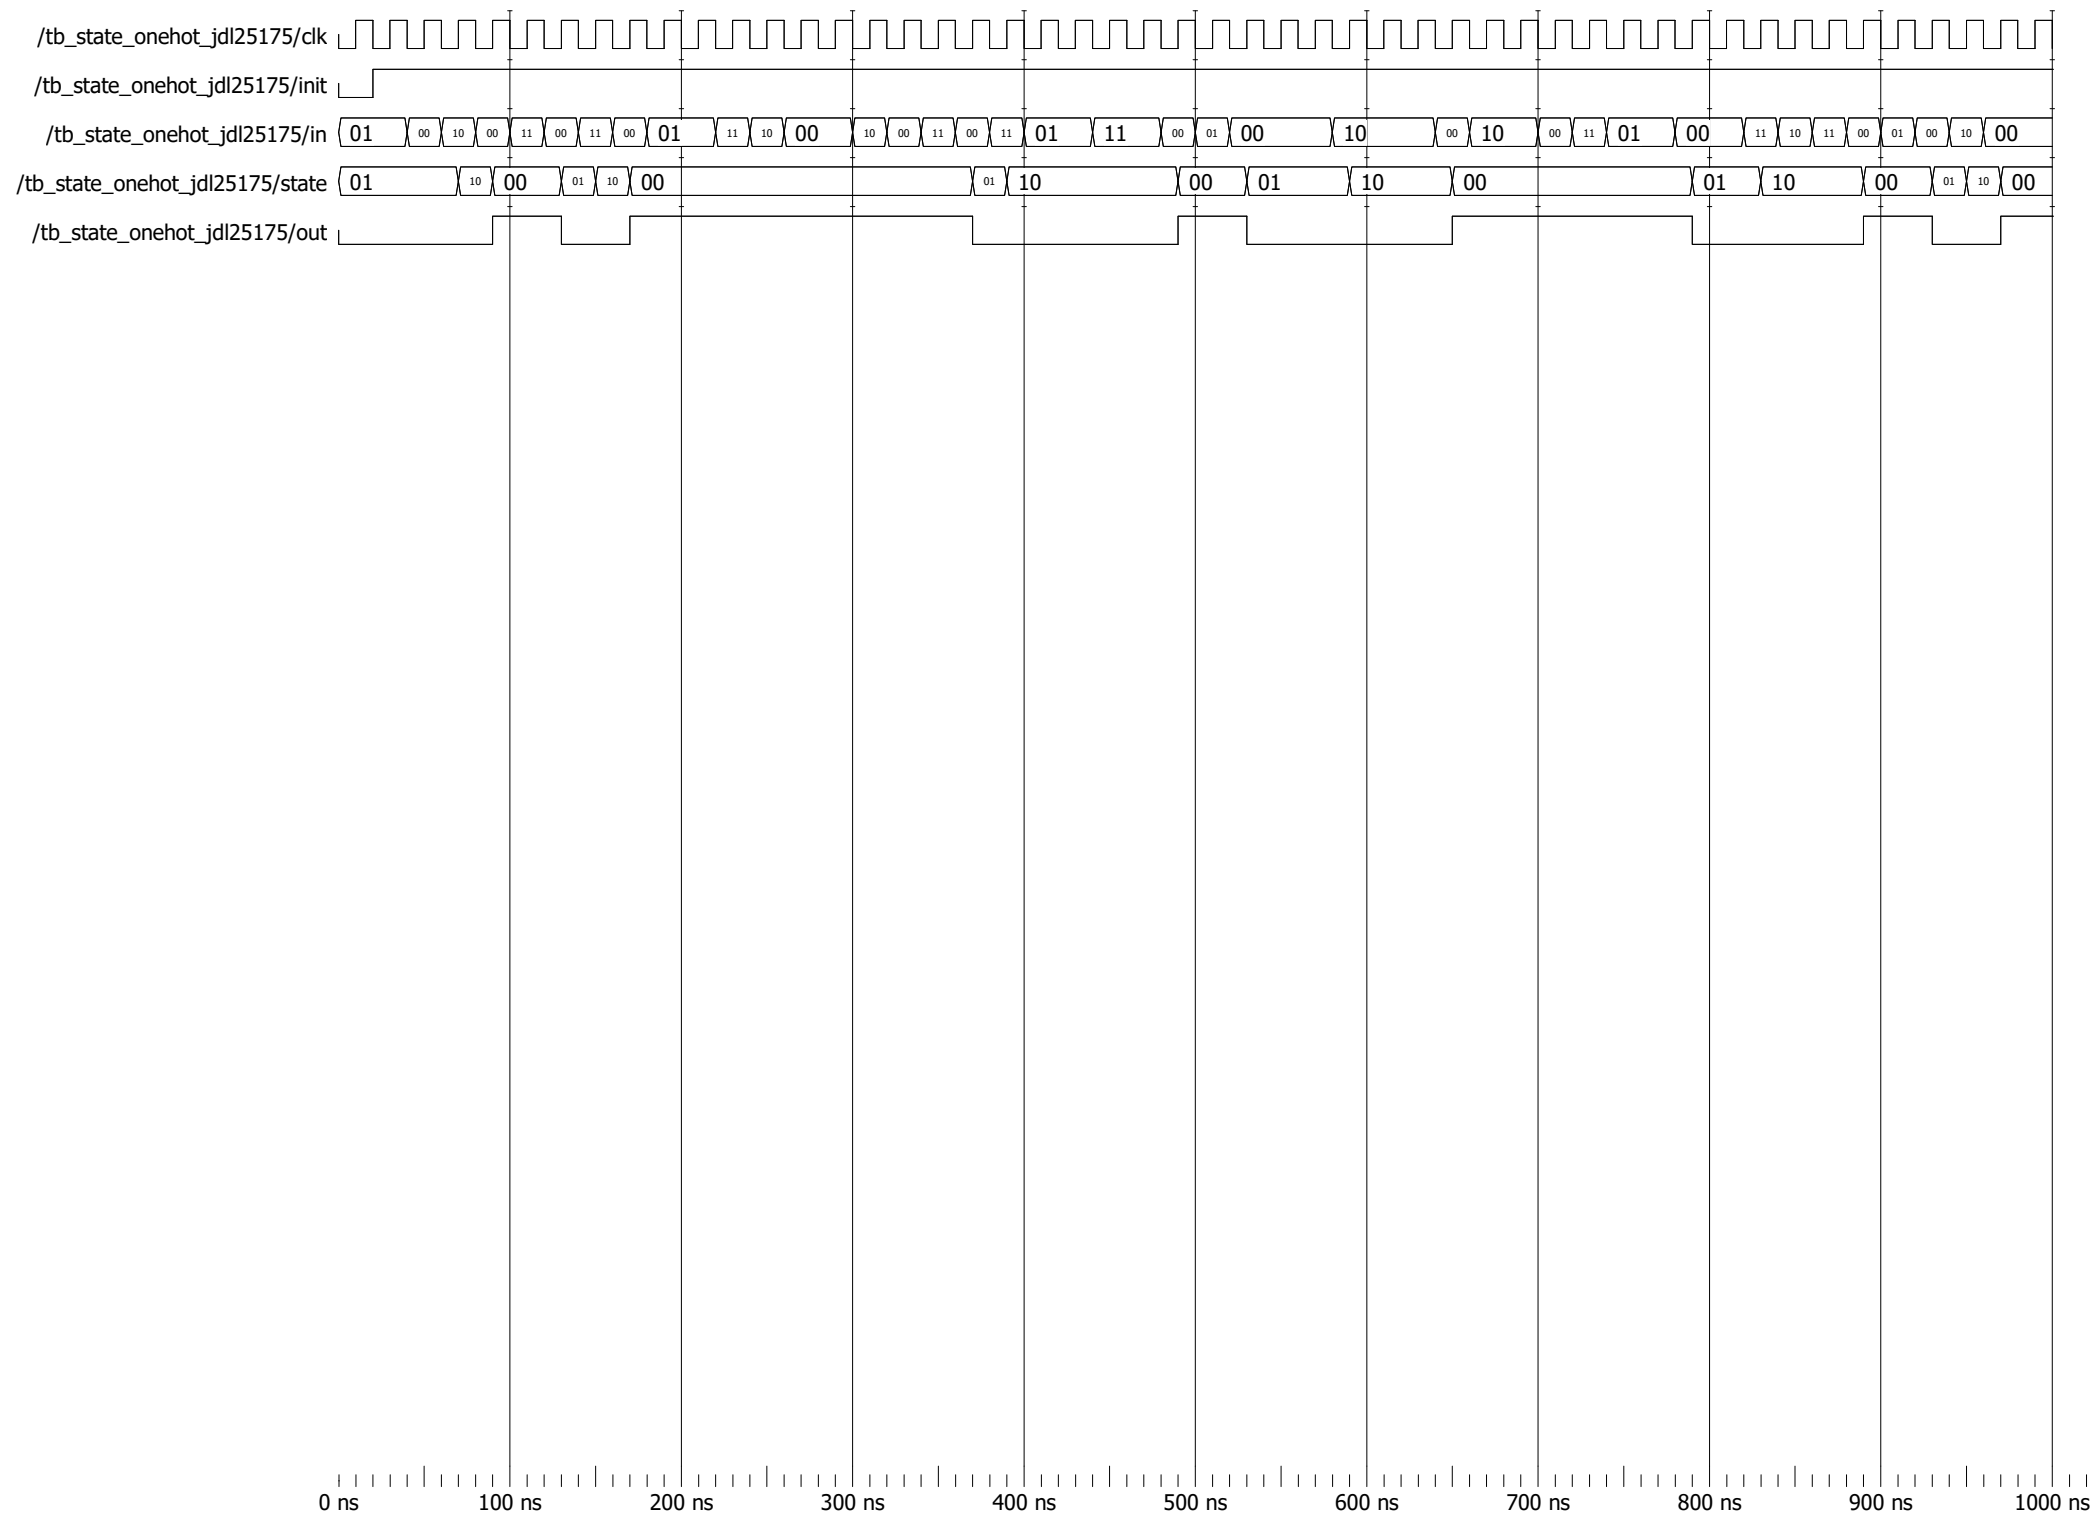 /tb_state_onehot_jdl25175/clk
/tb_state_onehot_jdl25175/init
/tb_state_onehot_jdl25175/in 01 00 10 00 11 00 11 00 01 11 10 00 10 00 11 00 11 01 11 00 01 00 10 00 10 00 11 01 00 11 10 11 00 01 00 10 00
/tb_state_onehot_jdl25175/state 01 10 00 01 10 00 01 10 00 01 10 00 01 10 00 01 10 00
/tb_state_onehot_jdl25175/out
0 ns 100 ns 200 ns 300 ns 400 ns 500 ns 600 ns 700 ns 800 ns 900 ns 1000 ns